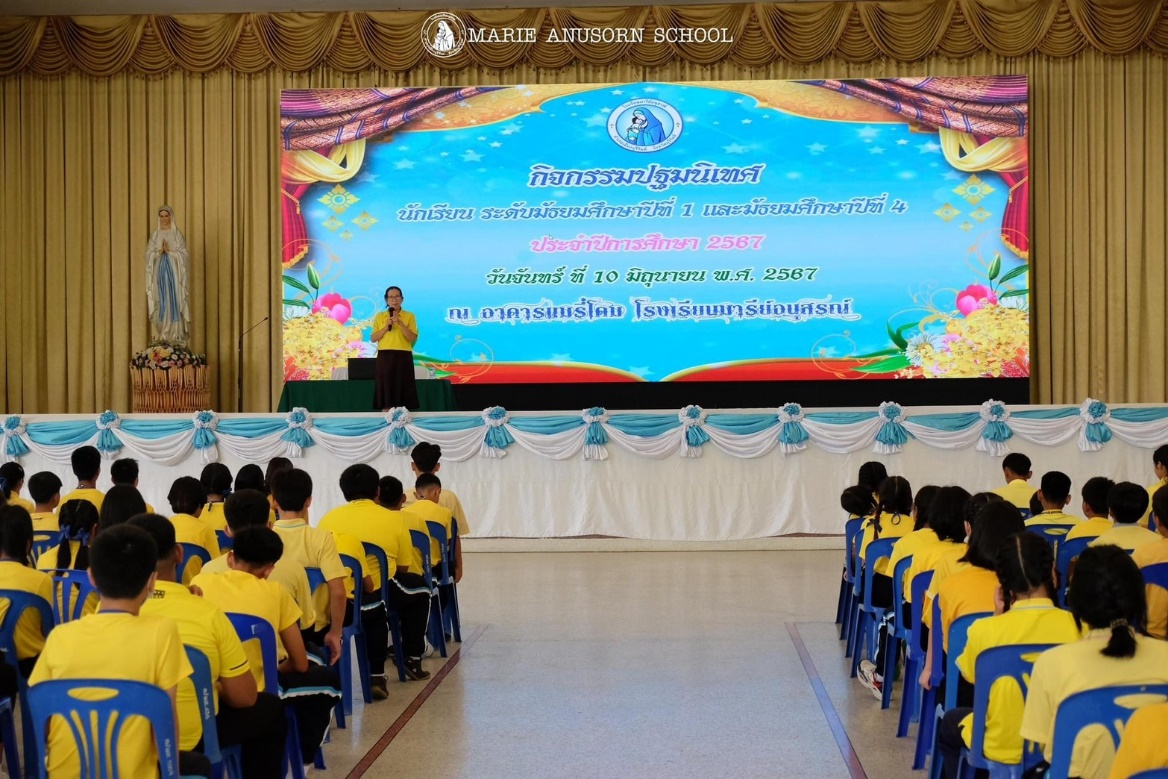 MARIE ANUSORN SCHOOL
กิจกรรมปฐมนิเทศ
นักเรียน ระดับมัธยมศึกษาปีที่ 1 และมัธยมศึกษาปีที่ 4
ประจำปีการศึกษา 2567
วันจันทร์ ที่ 10 มิถุนายน พ.ศ. 2567
ณ อาคารแมรี่โดม โรงเรียนมารีย์อนุสรณ์